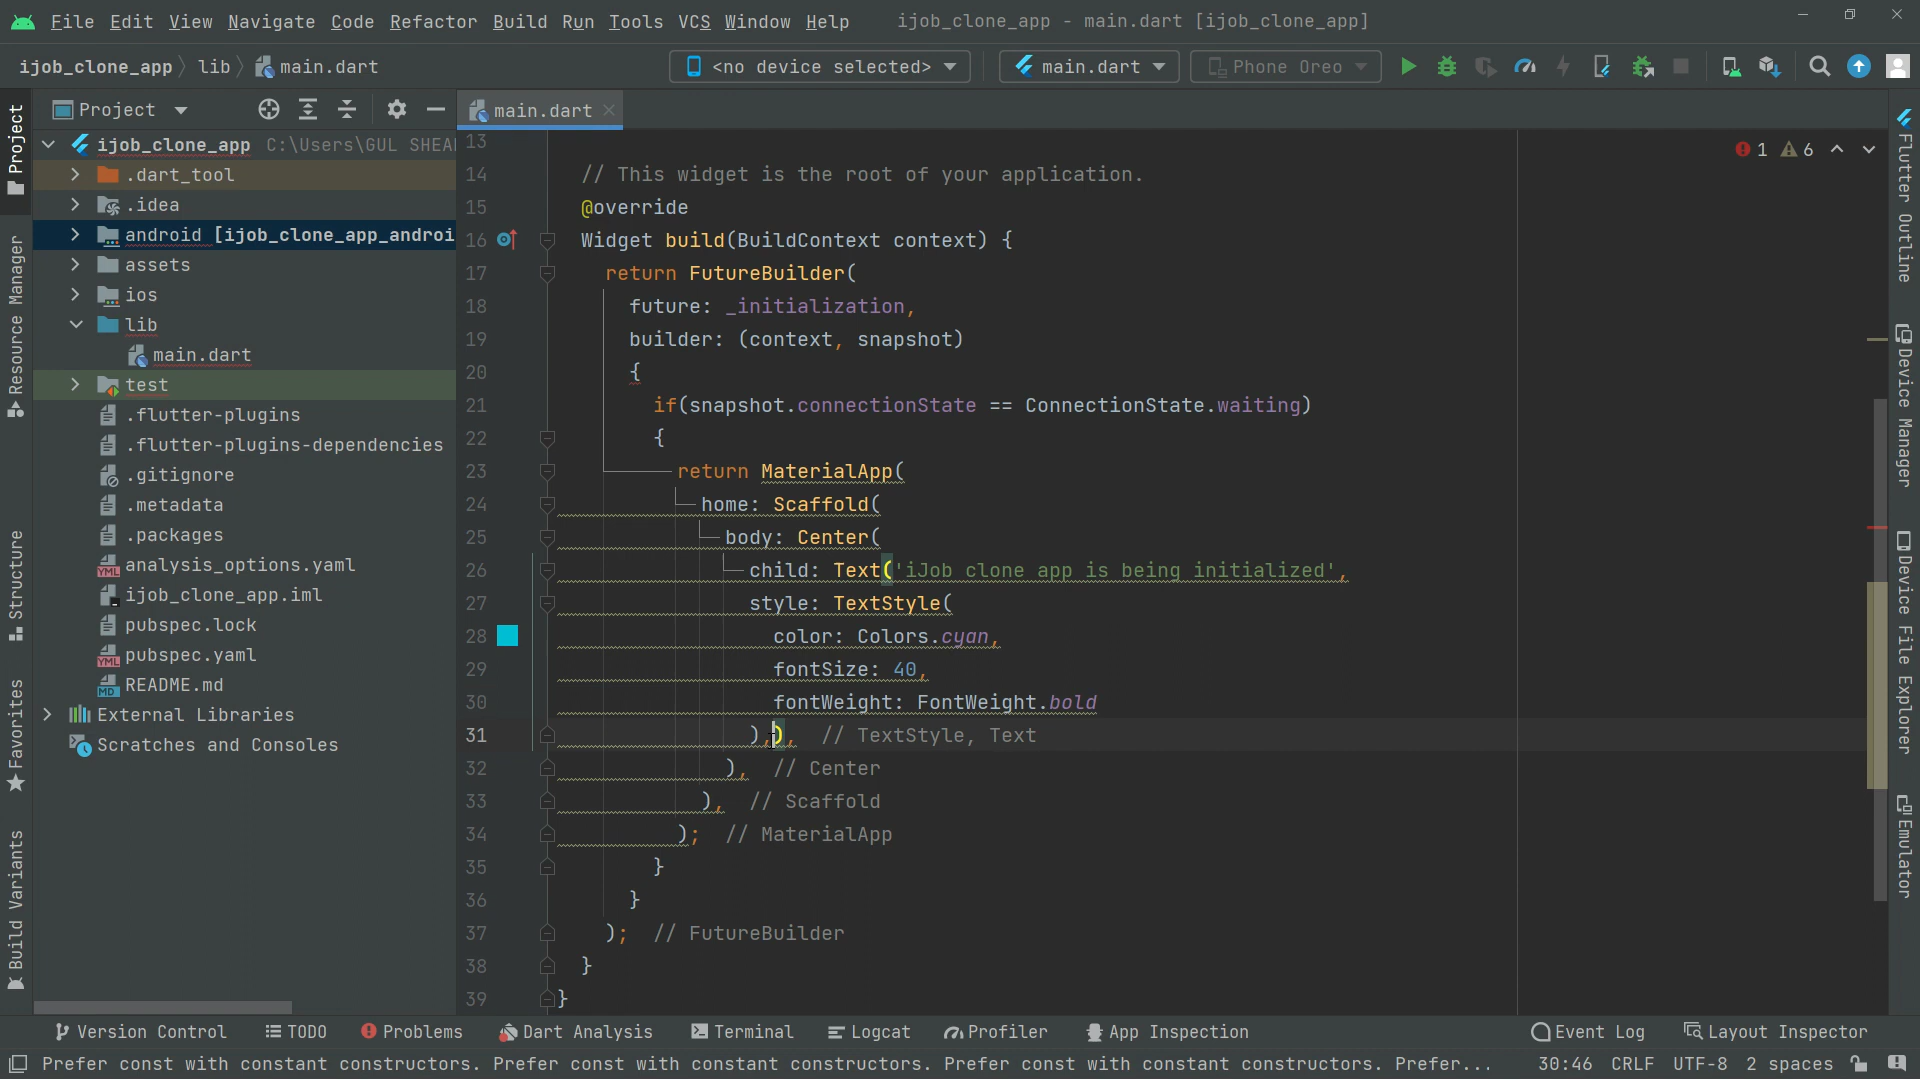 File Edit View Navigate Code Refactor Build Run Tools VCS Window Help ijob_clone_app - main.dart [ijob_clone_app]
ijob_clone_app lib main.dart <no device selected> main.dart Phone Oreo
Project main.dart
ijob_clone_app C:\Users\GUL SHEA
.dart_tool
.idea
android [ijob_clone_app_androi
assets
ios
lib
main.dart
test
.flutter-plugins
.flutter-plugins-dependencies
.gitignore
.metadata
.packages
analysis_options.yaml
ijob_clone_app.iml
pubspec.lock
pubspec.yaml
README.md
External Libraries
Scratches and Consoles
Project
Resource Manager
Structure
Favorites
Build Variants
1 6
13
14 // This widget is the root of your application.
15 @override
16 Widget build(BuildContext context) {
17 return FutureBuilder(
18 future: _initialization,
19 builder: (context, snapshot)
20 {
21 if(snapshot.connectionState == ConnectionState.waiting)
22 {
23 return MaterialApp(
24 home: Scaffold(
25 body: Center(
26 child: Text('iJob clone app is being initialized',
27 style: TextStyle(
28 color: Colors.cyan,
29 fontSize: 40,
30 fontWeight: FontWeight.bold
31 ),), // TextStyle, Text
32 ), // Center
33 ), // Scaffold
34 ); // MaterialApp
35 }
36 }
37 ); // FutureBuilder
38 }
39 }
Flutter Outline
Device Manager
Device File Explorer
Emulator
Version Control TODO Problems Dart Analysis Terminal Logcat Profiler App Inspection Event Log Layout Inspector
Prefer const with constant constructors. Prefer const with constant constructors. Prefer const with constant constructors. Prefer... 30:46 CRLF UTF-8 2 spaces